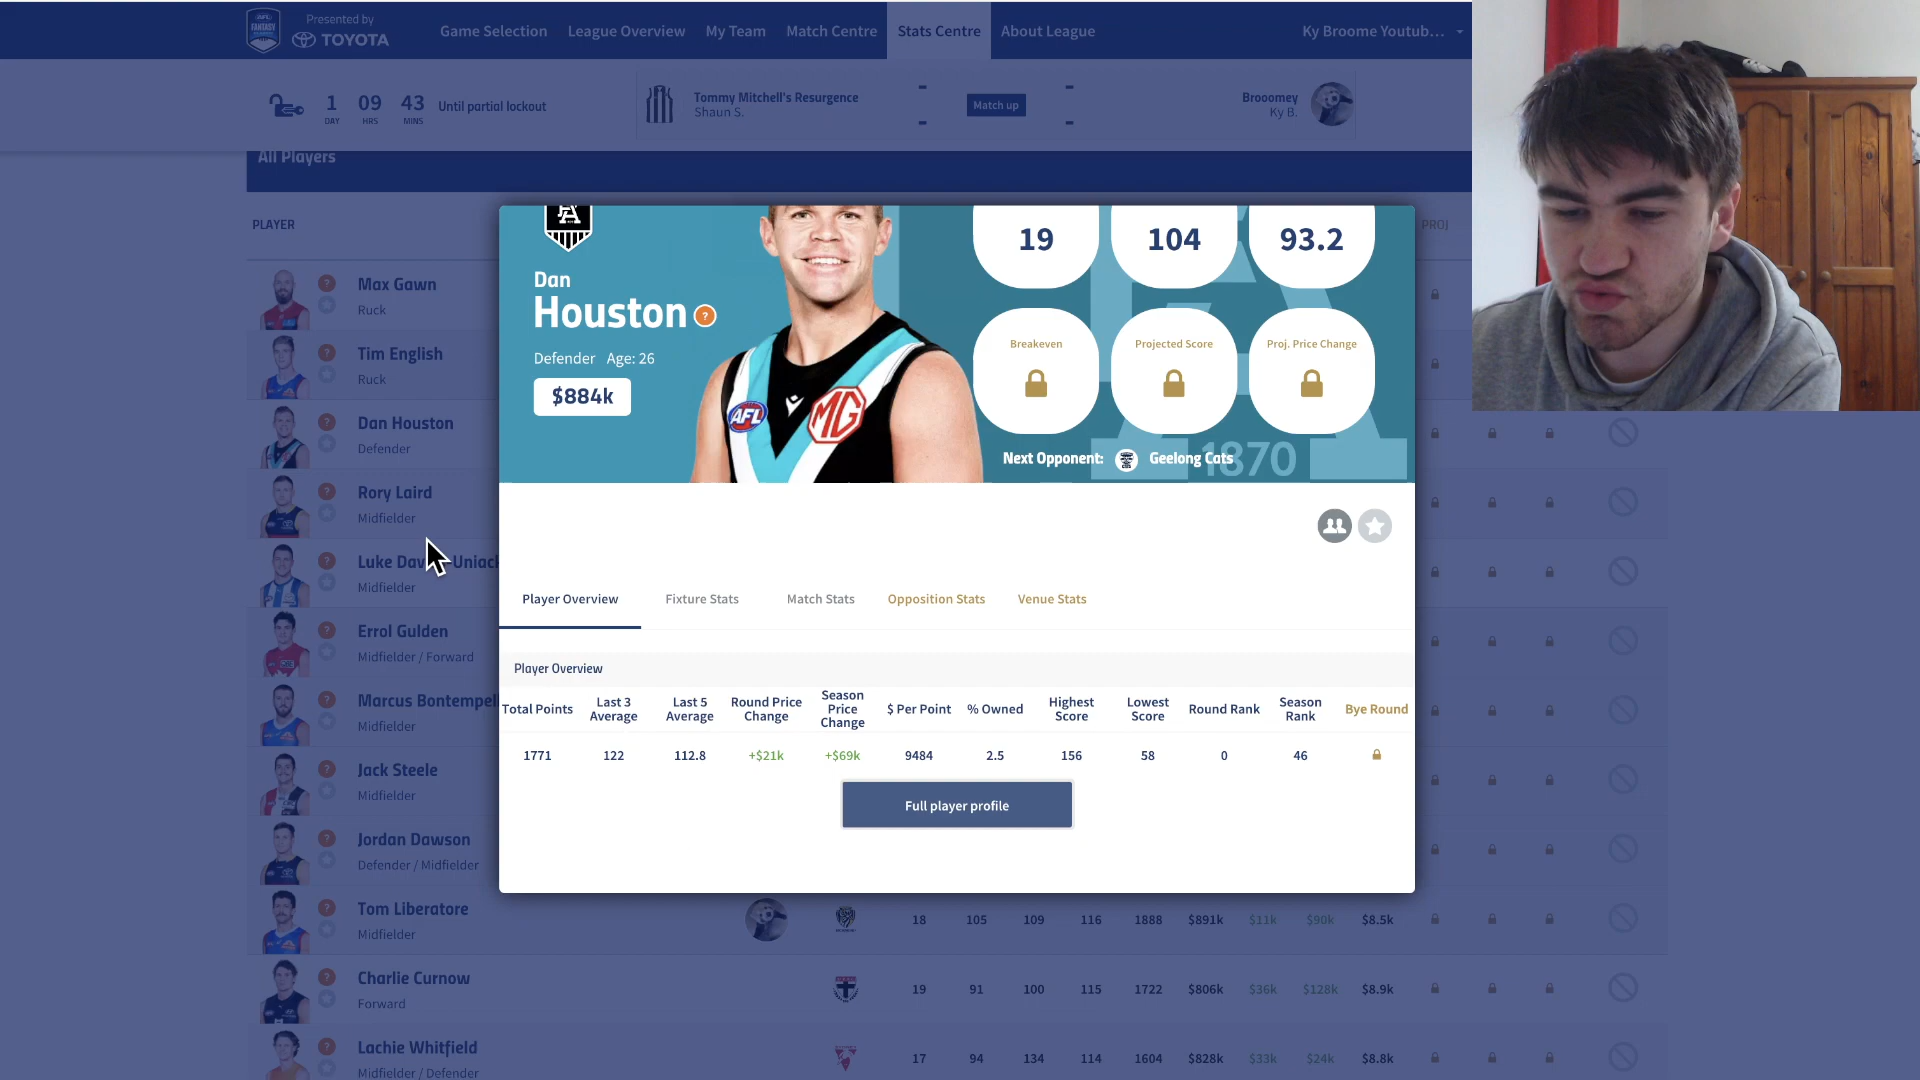 Presented by
TOYOTA
Game Selection League Overview My Team Match Centre Stats Centre About League Ky Broome Youtub...
1 09 43 Until partial lockout
DAY HRS MINS
Tommy Mitchell's Resurgence
Shaun S.
Match up
Brooomey
Ky B.
All Players
PLAYER
PROJ
Max Gawn
Ruck
Tim English
Ruck
Dan Houston
Defender
Rory Laird
Midfielder
Luke Dav Uniack
Midfielder
Errol Gulden
Midfielder / Forward
Marcus Bontempel
Midfielder
Jack Steele
Midfielder
Jordan Dawson
Defender / Midfielder
Tom Liberatore
Midfielder
18 105 109 116 1888 $891k $11k $90k $8.5k
Charlie Curnow
Forward
19 91 100 115 1722 $806k $36k $128k $8.9k
Lachie Whitfield
Midfielder / Defender
17 94 134 114 1604 $828k $33k $24k $8.8k
Dan
Houston ?
Defender Age: 26
$884k
AFL
MG
19 104 93.2
Breakeven Projected Score Proj. Price Change
Next Opponent: Geelong Cats
1870
Player Overview Fixture Stats Match Stats Opposition Stats Venue Stats
Player Overview
Total Points Last 3 Average Last 5 Average Round Price Change Season Price Change $ Per Point % Owned Highest Score Lowest Score Round Rank Season Rank Bye Round
1771 122 112.8 +$21k +$69k 9484 2.5 156 58 0 46
Full player profile